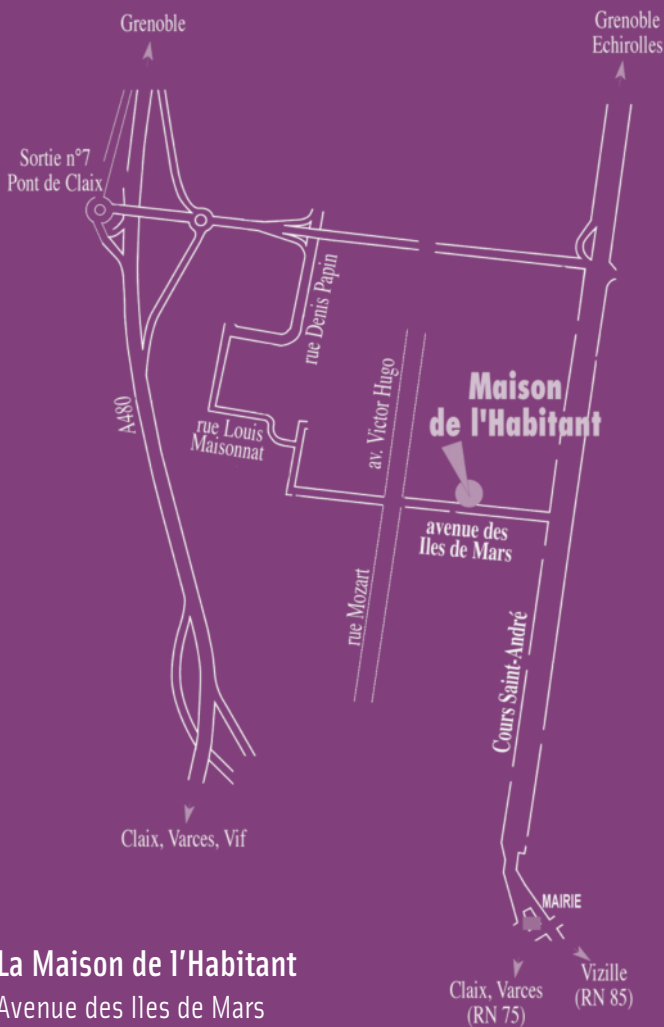 Grenoble
Grenoble
Echirolles
Sortie n°7
Pont de Claix
rue Denis Papin
A480
rue Louis
Maisonnat
av. Victor Hugo
Maison
de l'Habitant
avenue des
Iles de Mars
rue Mozart
Cours Saint-André
Claix, Varces, Vif
MAIRIE
Claix, Varces
(RN 75)
Vizille
(RN 85)
La Maison de l'Habitant
Avenue des Iles de Mars